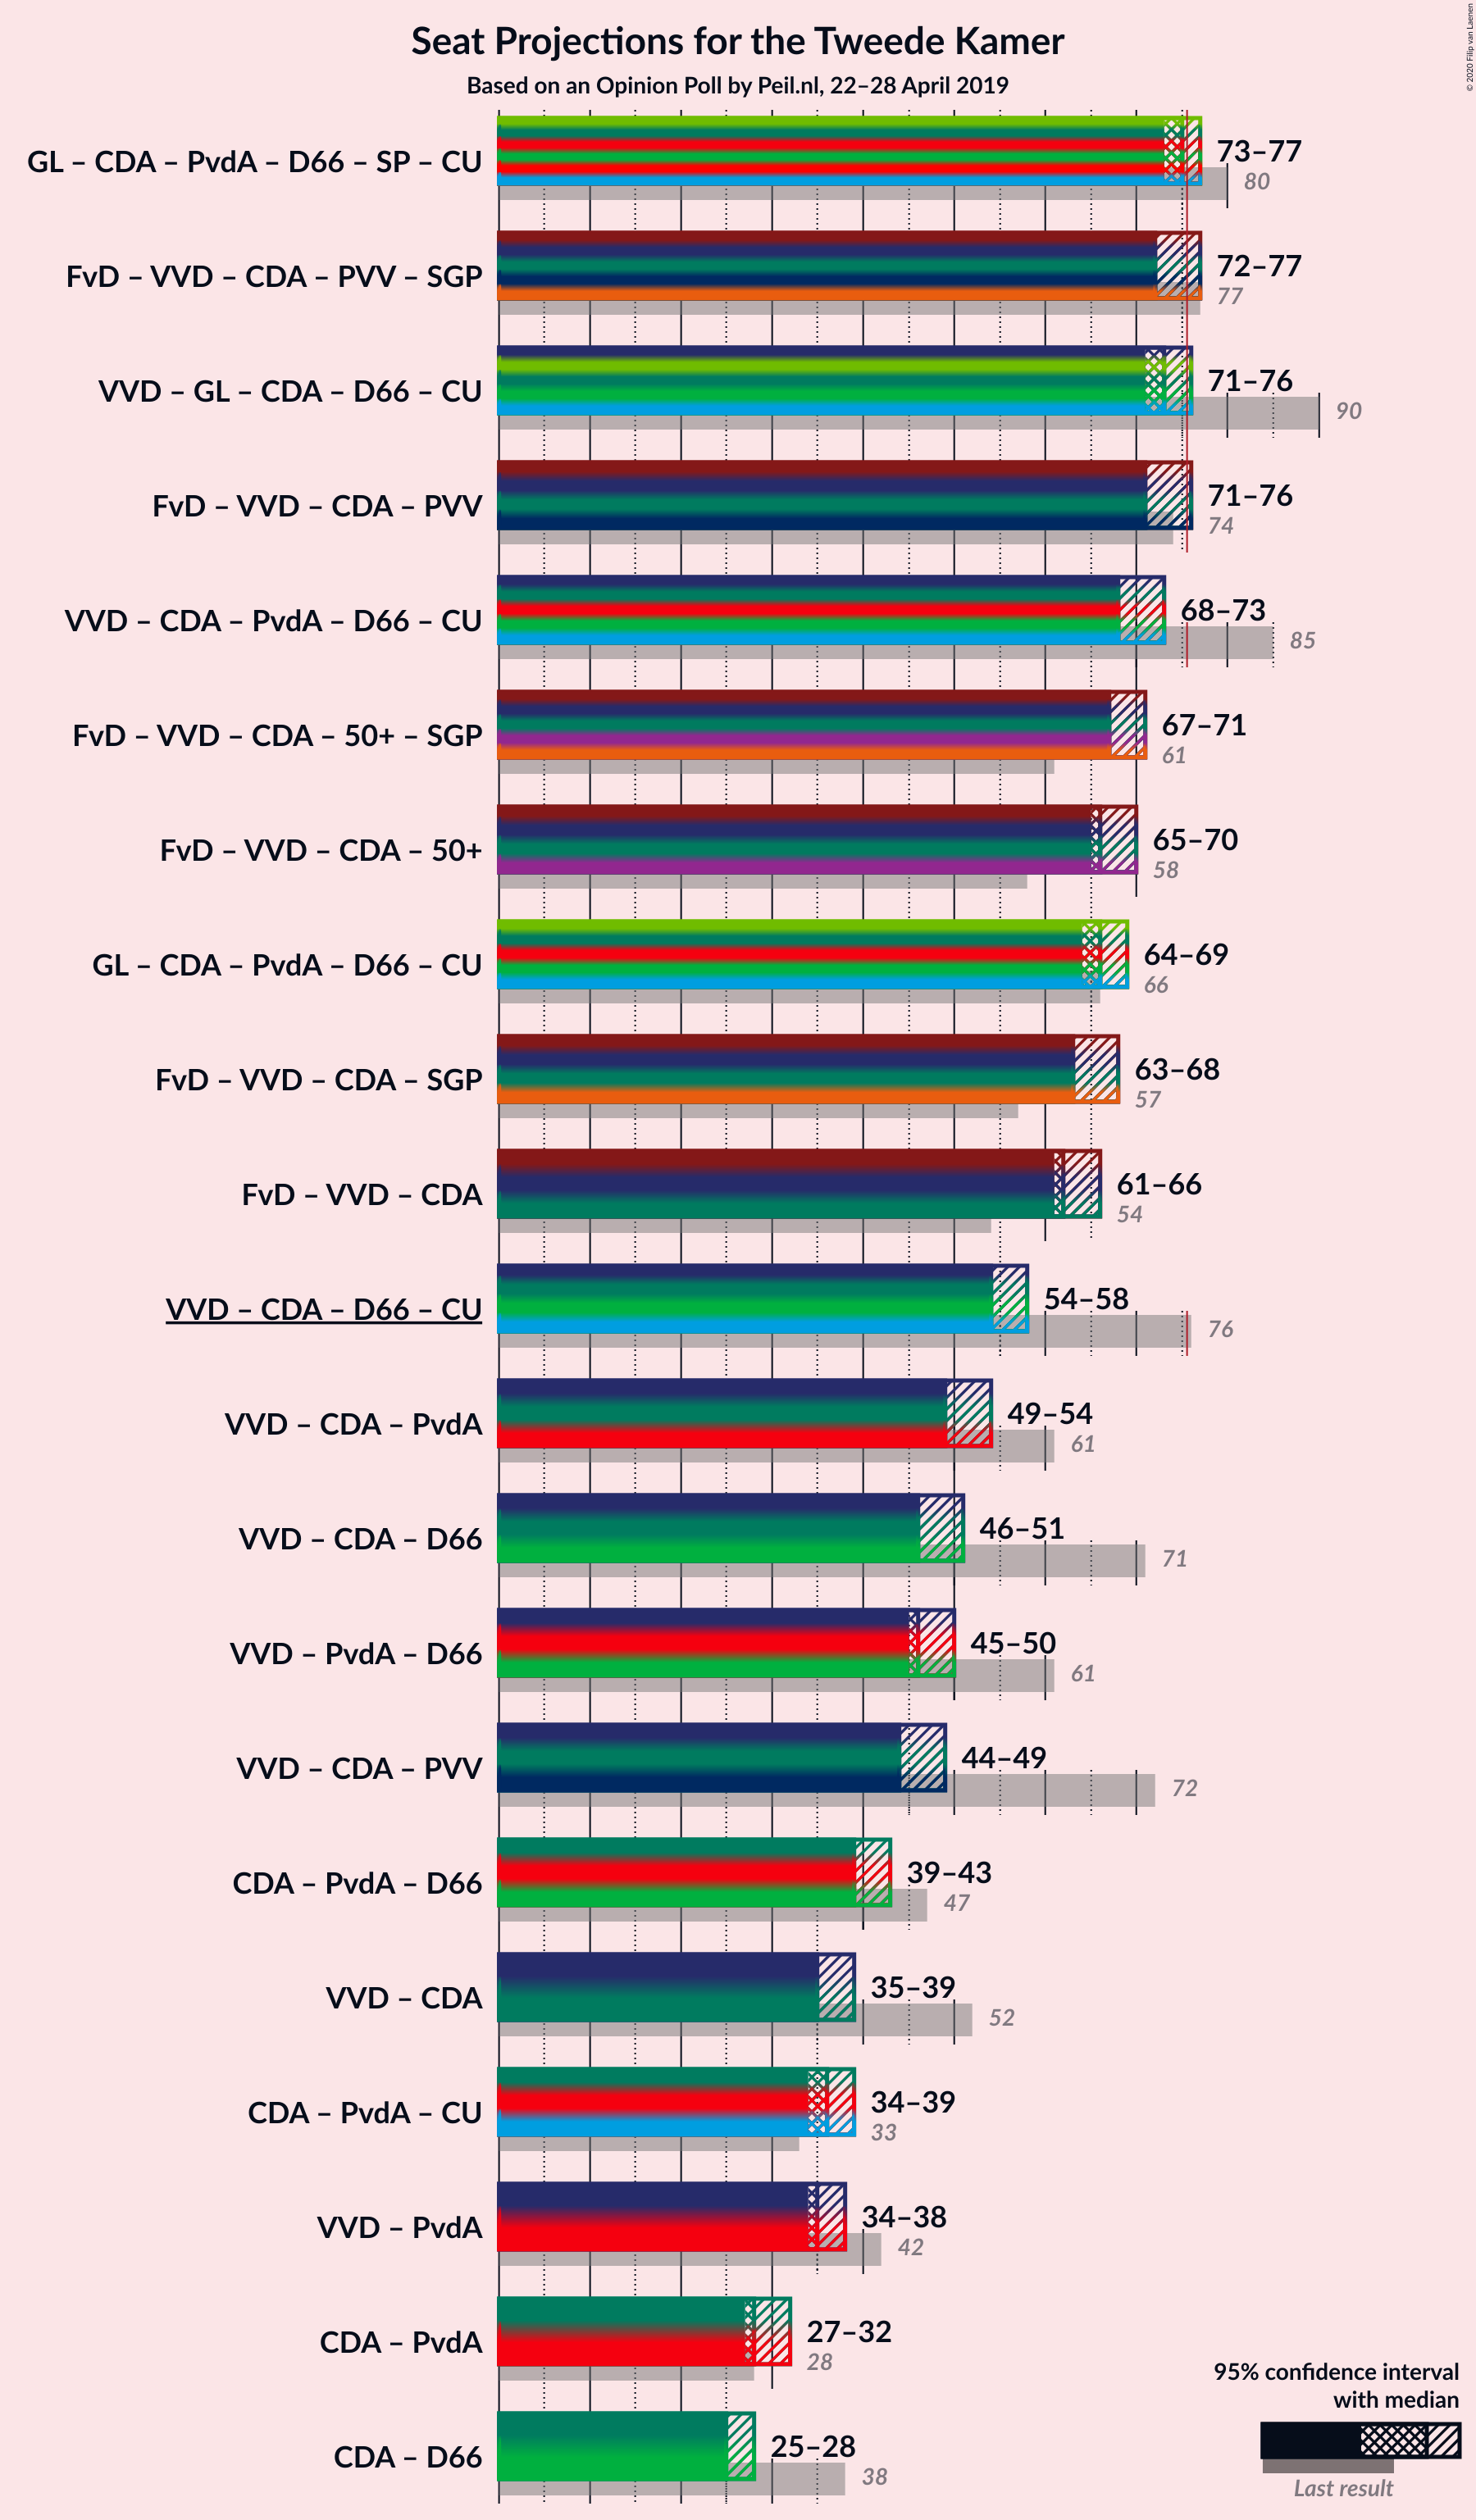 Seat Projections for the Tweede Kamer
Based on an Opinion Poll by Peil.nl, 22–28 April 2019
© 2020 Filip van Laenen
GL – CDA – PvdA – D66 – SP – CU
73–77
80
FvD – VVD – CDA – PVV – SGP
72–77
77
VVD – GL – CDA – D66 – CU
71–76
90
FvD – VVD – CDA – PVV
71–76
74
VVD – CDA – PvdA – D66 – CU
68–73
85
FvD – VVD – CDA – 50+ – SGP
67–71
61
FvD – VVD – CDA – 50+
65–70
58
GL – CDA – PvdA – D66 – CU
64–69
66
FvD – VVD – CDA – SGP
63–68
57
FvD – VVD – CDA
61–66
54
VVD – CDA – D66 – CU
54–58
76
VVD – CDA – PvdA
49–54
61
VVD – CDA – D66
46–51
71
VVD – PvdA – D66
45–50
61
VVD – CDA – PVV
44–49
72
CDA – PvdA – D66
39–43
47
VVD – CDA
35–39
52
CDA – PvdA – CU
34–39
33
VVD – PvdA
34–38
42
CDA – PvdA
27–32
28
CDA – D66
25–28
38
95% confidence interval
with median
Last result